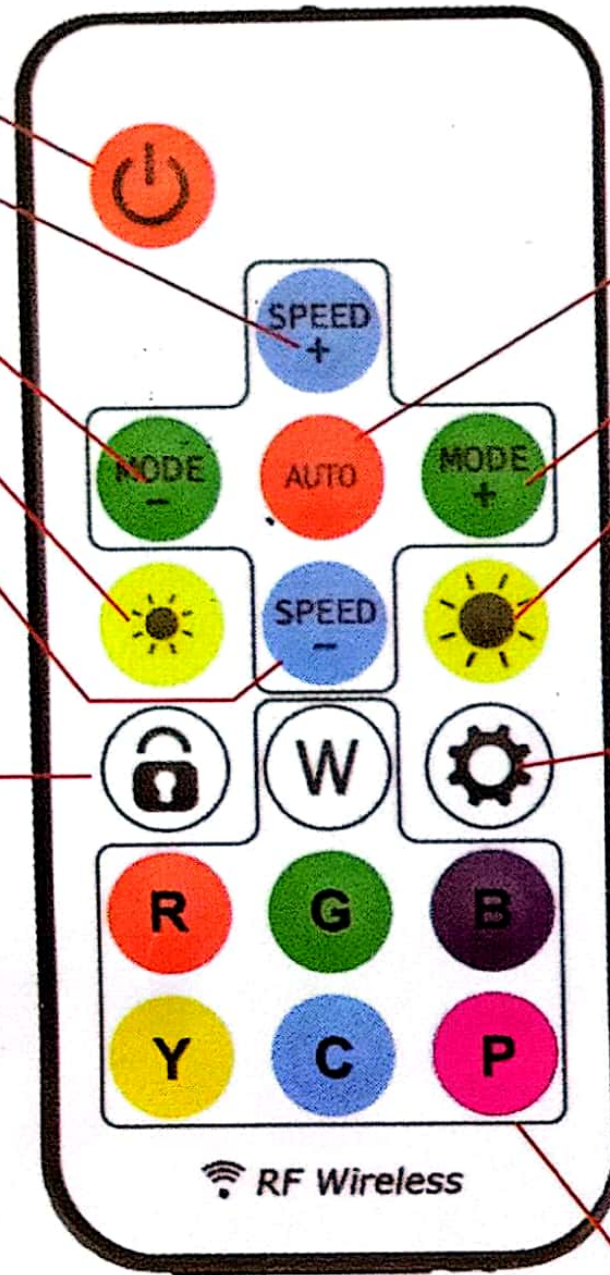 SPEED
+
MODE
-
AUTO
MODE
+
SPEED
-
W
R G B
Y C P
RF Wireless